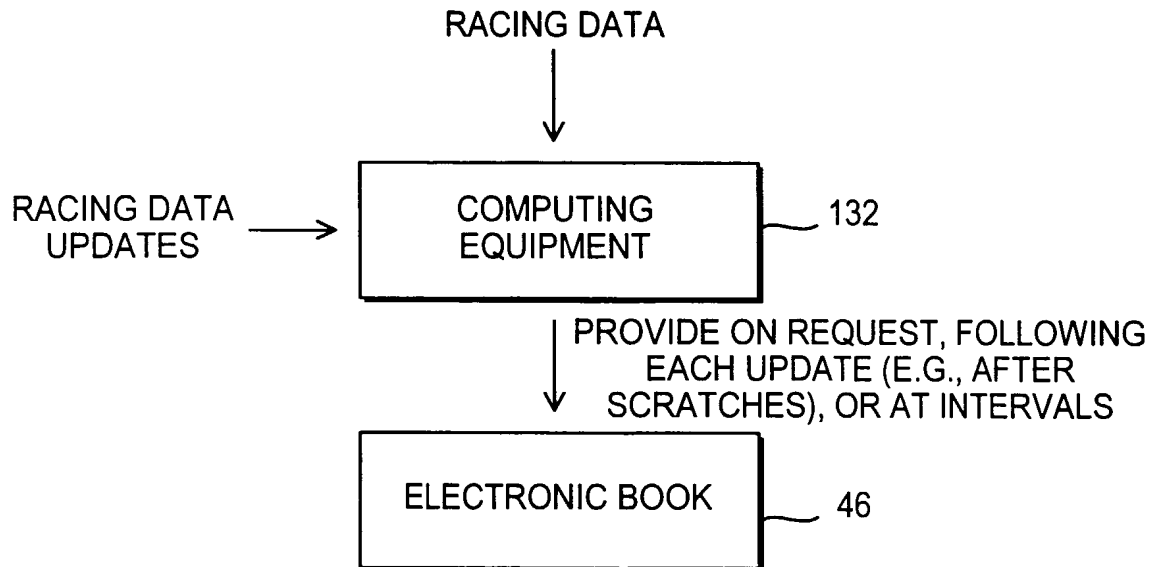 RACING DATA
RACING DATA
UPDATES
COMPUTING
EQUIPMENT
132
PROVIDE ON REQUEST, FOLLOWING
EACH UPDATE (E.G., AFTER
SCRATCHES), OR AT INTERVALS
ELECTRONIC BOOK
46